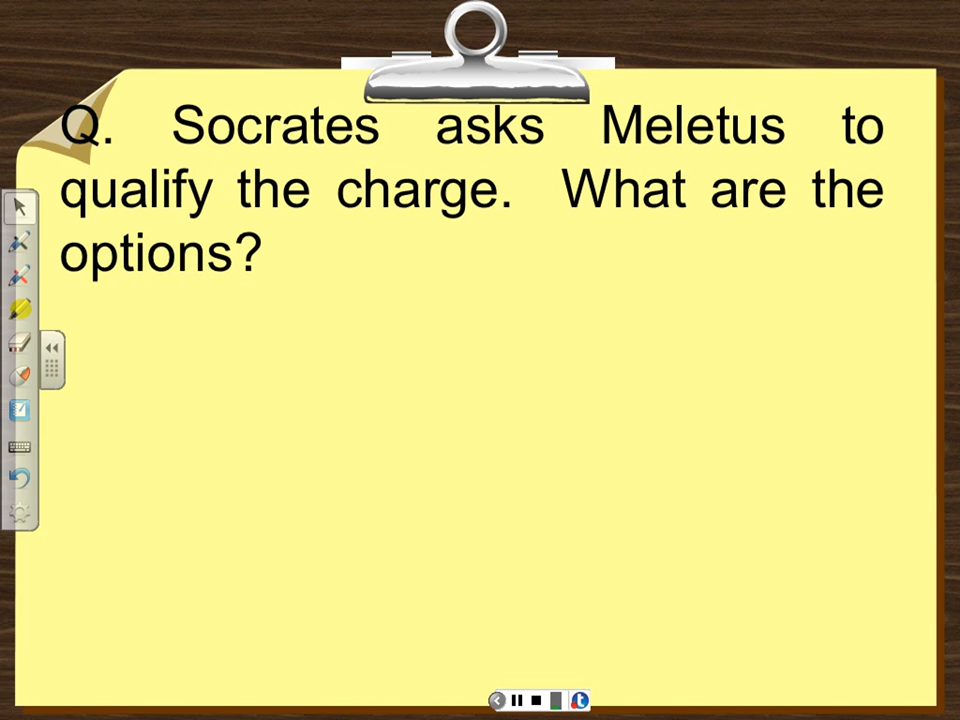 Q. Socrates asks Meletus to
qualify the charge. What are the
options?